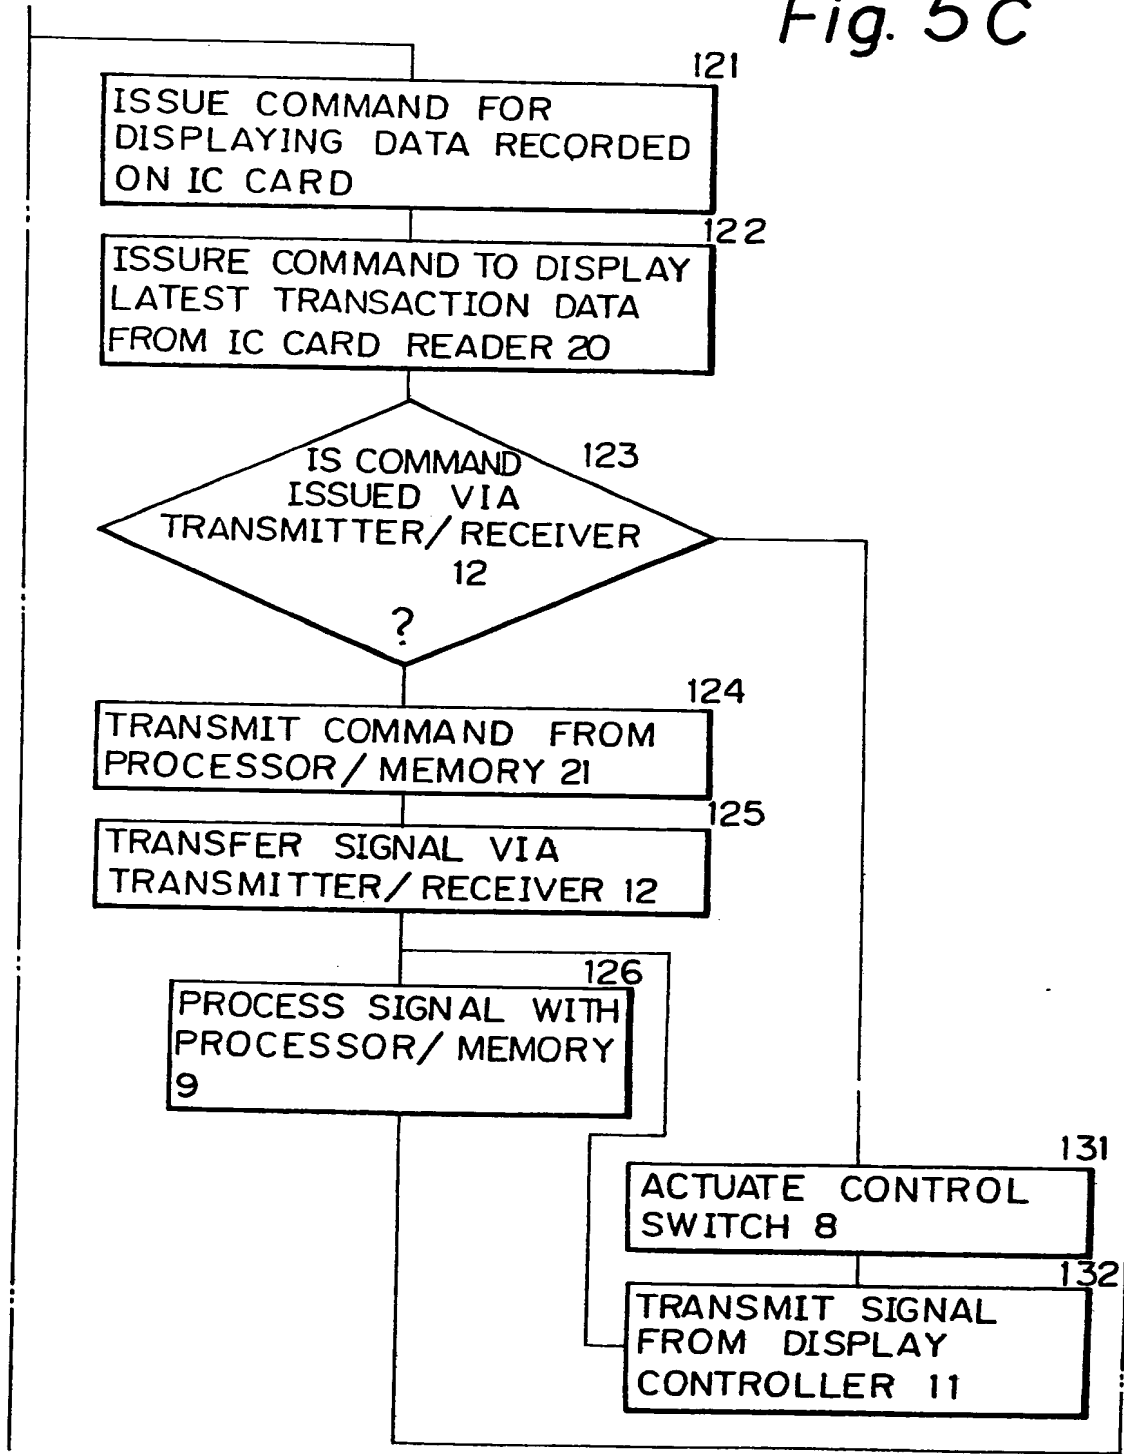 Fig. 5C
121
ISSUE COMMAND FOR
DISPLAYING DATA RECORDED
ON IC CARD
122
ISSURE COMMAND TO DISPLAY
LATEST TRANSACTION DATA
FROM IC CARD READER 20
123
IS COMMAND
ISSUED VIA
TRANSMITTER/RECEIVER
12
?
124
TRANSMIT COMMAND FROM
PROCESSOR/MEMORY 21
125
TRANSFER SIGNAL VIA
TRANSMITTER/RECEIVER 12
126
PROCESS SIGNAL WITH
PROCESSOR/MEMORY
9
131
ACTUATE CONTROL
SWITCH 8
132
TRANSMIT SIGNAL
FROM DISPLAY
CONTROLLER 11